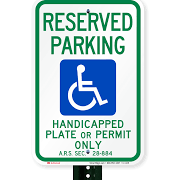 RESERVED
PARKING
HANDICAPPED
PLATE OR PERMIT
ONLY
A.R.S. SEC. 28-884